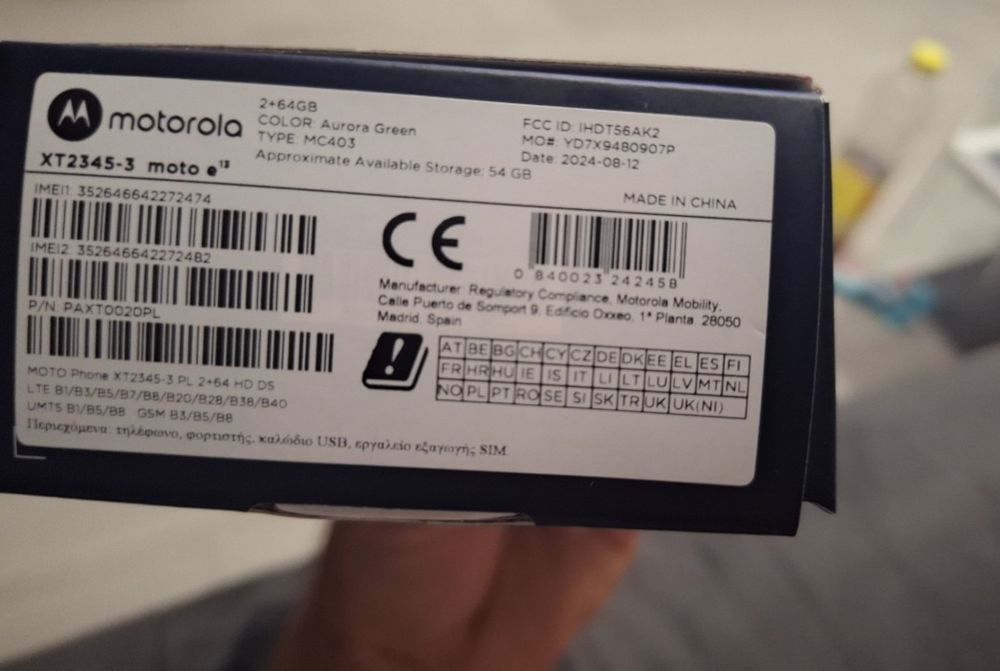 motorola
XT2345-3 moto e¹³
2+64GB
COLOR: Aurora Green
TYPE: MC403
Approximate Available Storage: 54 GB
FCC ID: IHDT56AK2
MO#: YD7X9480907P
Date: 2024-08-12
MADE IN CHINA
IMEI1: 352646642272474
IMEI2: 352646642272482
P/N: PAXT0020PL
MOTO Phone XT2345-3 PL 2+64 HD DS
LTE B1/B3/B5/B7/B8/B20/B28/B38/B40
UMTS B1/B5/B8 GSM B3/B5/B8
Περιεχόμενα: τηλέφωνο, φορτιστής, καλώδιο USB, εργαλείο εξαγωγής SIM.
CE
0 840023 242458
Manufacturer: Regulatory Compliance, Motorola Mobility,
Calle Puerto de Somport 9, Edificio Oxxeo, 1ª Planta. 28050
Madrid. Spain
AT BE BG CH CY CZ DE DK EE EL ES FI
FR HR HU IE IS IT LI LT LU LV MT NL
NO PL PT RO SE SI SK TR UK UK(NI)